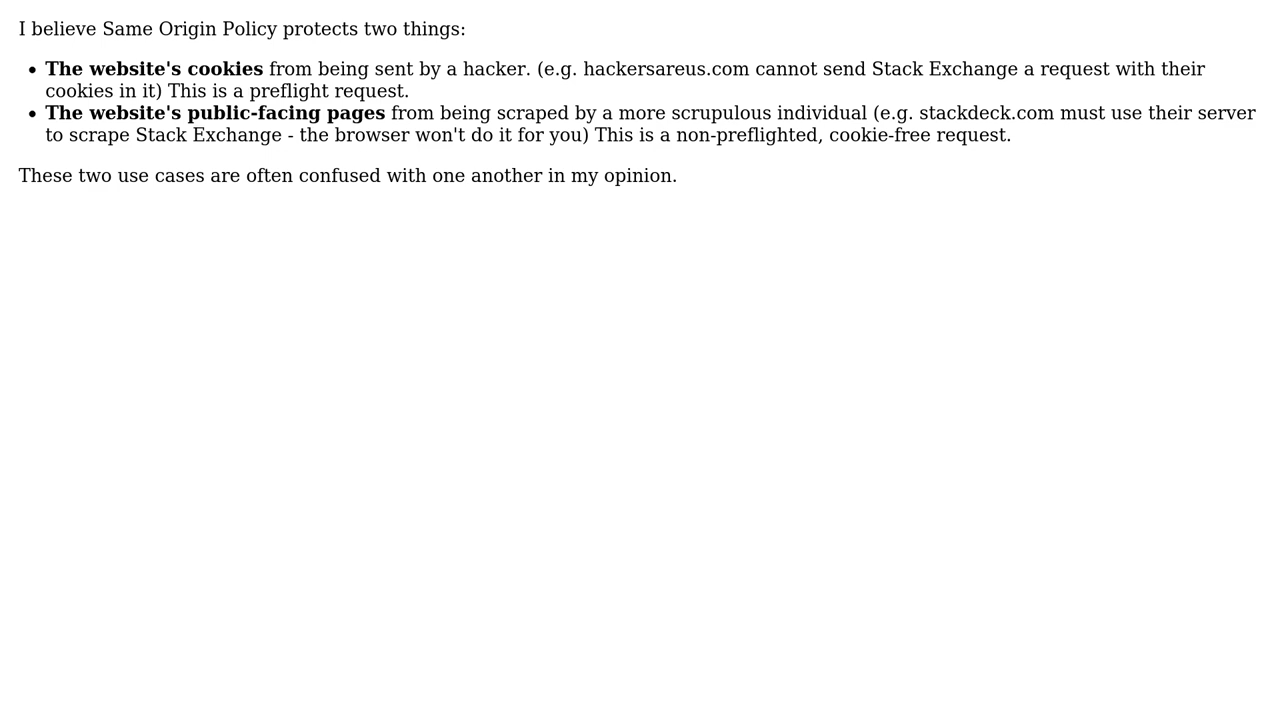 I believe Same Origin Policy protects two things:
• The website's cookies from being sent by a hacker. (e.g. hackersareus.com cannot send Stack Exchange a request with their
cookies in it) This is a preflight request.
• The website's public-facing pages from being scraped by a more scrupulous individual (e.g. stackdeck.com must use their server
to scrape Stack Exchange - the browser won't do it for you) This is a non-preflighted, cookie-free request.
These two use cases are often confused with one another in my opinion.